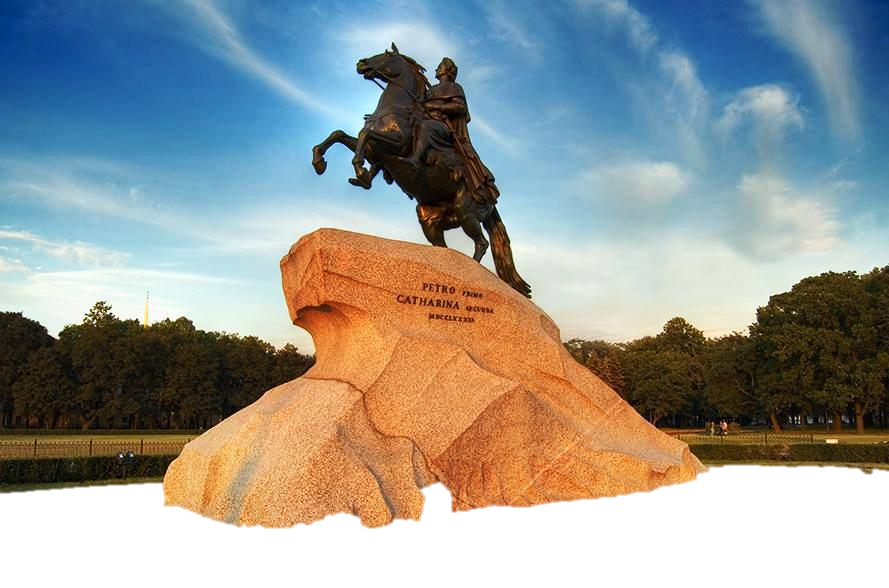 PETRO PRIMO
CATHARINA SECUNDA
MDCCLXXXII